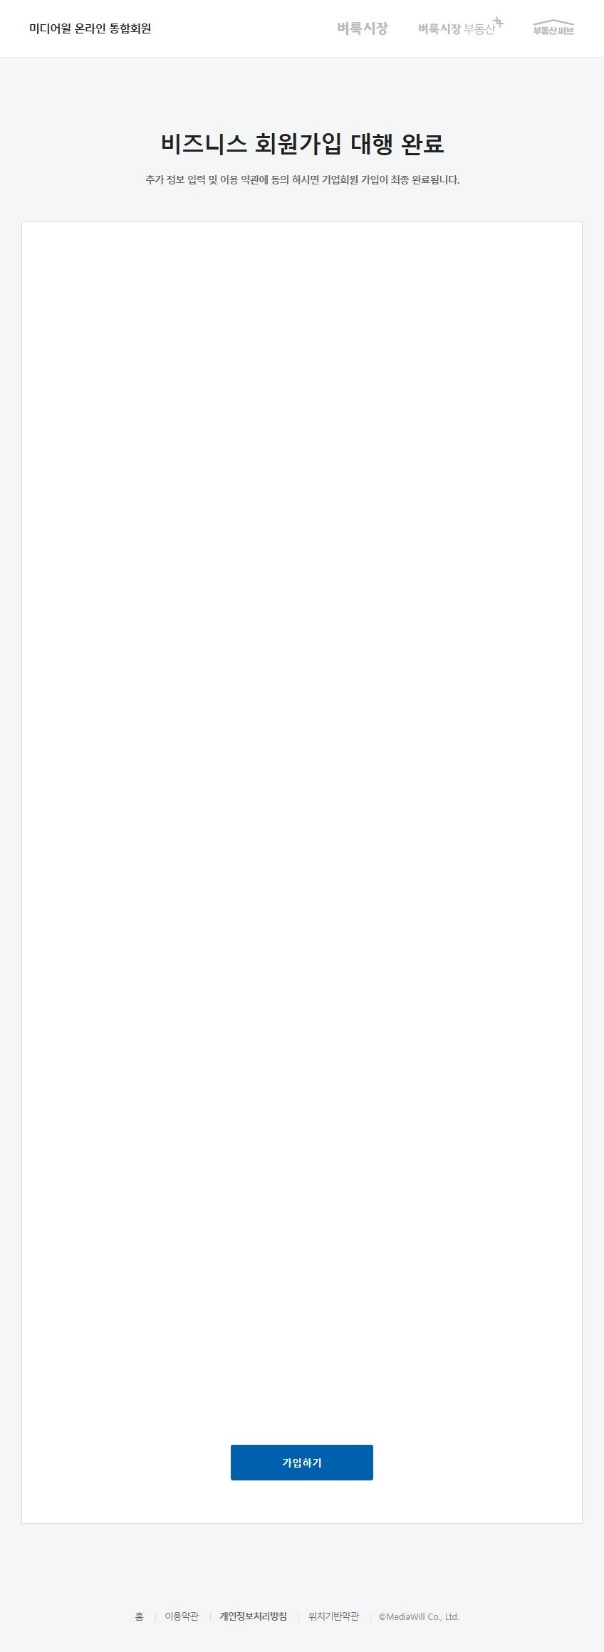 미디어윌 온라인 통합회원 벼룩시장 벼룩시장 부동산 부동산써브
비즈니스 회원가입 대행 완료
추가 정보 입력 및 이용 약관에 동의 하시면 기업회원 가입이 최종 완료됩니다.
가입하기
홈 이용약관 개인정보처리방침 위치기반약관 ©MediaWill Co., Ltd.